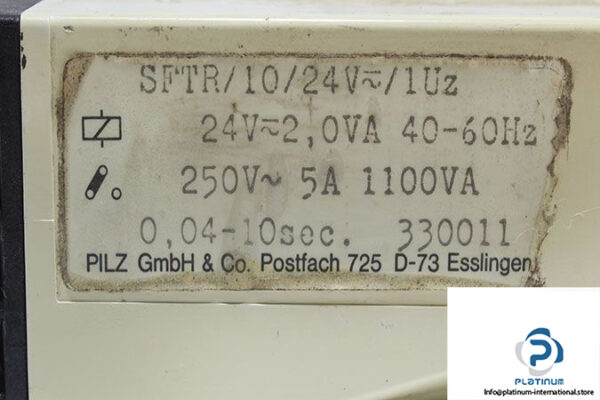 SFTR/10/24V≂/1Uz
24V≂2,0VA 40-60Hz
250V~ 5A 1100VA
0,04-10sec. 330011
PILZ GmbH & Co. Postfach 725 D-73 Esslingen
PLATINUM
Info@platinum-international.store